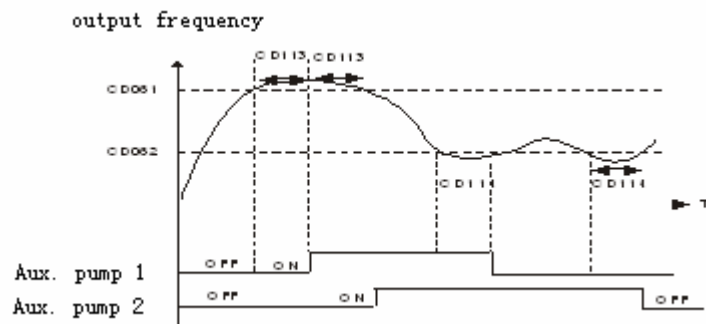 output frequency
CD113 CD113
CD061
CD062
CD114 CD114
T
Aux. pump 1 OFF ON
Aux. pump 2 OFF ON OFF